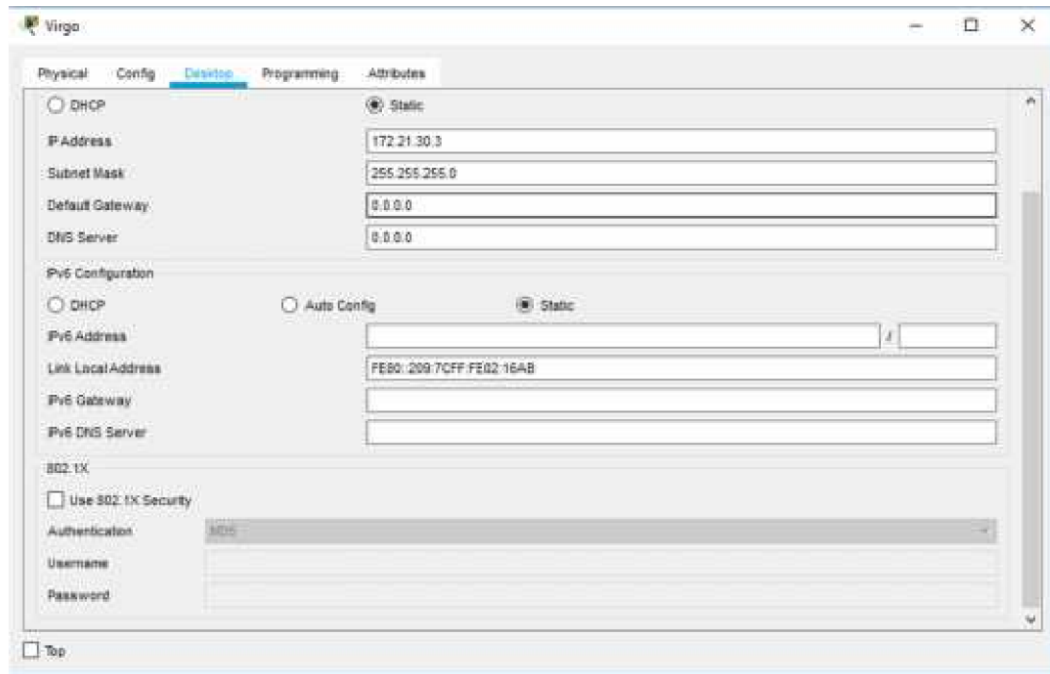 Virgo
Physical Config Desktop Programming Attributes
DHCP Static
IP Address 172.21.30.3
Subnet Mask 255.255.255.0
Default Gateway 0.0.0.0
DNS Server 0.0.0.0
IPv6 Configuration
DHCP Auto Config Static
IPv6 Address /
Link Local Address FE80::209:7CFF:FE02:16AB
IPv6 Gateway
IPv6 DNS Server
802.1X
Use 802.1X Security
Authentication MD5
Username
Password
Top